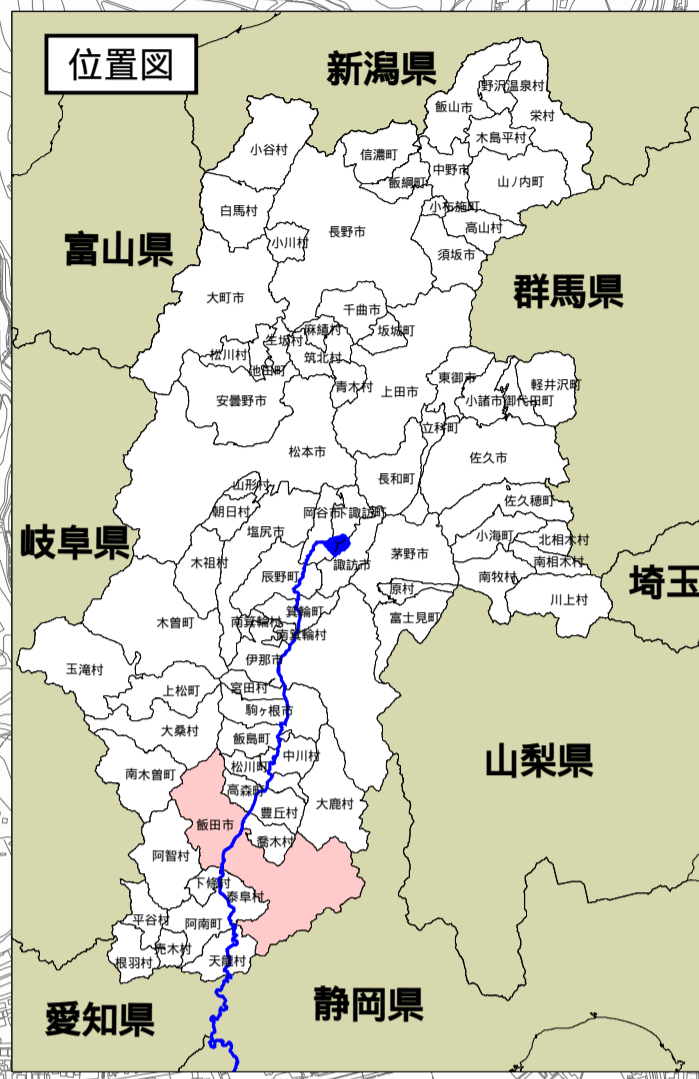 位置図
新潟県
野沢温泉村
飯山市
栄村
木島平村
小谷村
信濃町
飯綱町
中野市
山ノ内町
白馬村
小布施町
高山村
長野市
小川村
須坂市
富山県
群馬県
大町市
千曲市
麻績村
坂城町
生坂村
松川村
筑北村
池田町
青木村
東御市
軽井沢町
上田市
小諸市
御代田町
安曇野市
立科町
松本市
佐久市
長和町
山形村
佐久穂町
朝日村
岡谷市
下諏訪町
塩尻市
小海町
北相木村
岐阜県
茅野市
木祖村
諏訪市
南相木村
辰野町
南牧村
埼玉
原村
川上村
箕輪町
富士見町
木曽町
南箕輪村
南箕輪村
伊那市
玉滝村
宮田村
上松町
駒ヶ根市
大桑村
飯島町
中川村
山梨県
松川町
南木曽町
高森町
大鹿村
豊丘村
飯田市
喬木村
阿智村
下條村
泰阜村
平谷村
阿南町
売木村
根羽村
天龍村
静岡県
愛知県